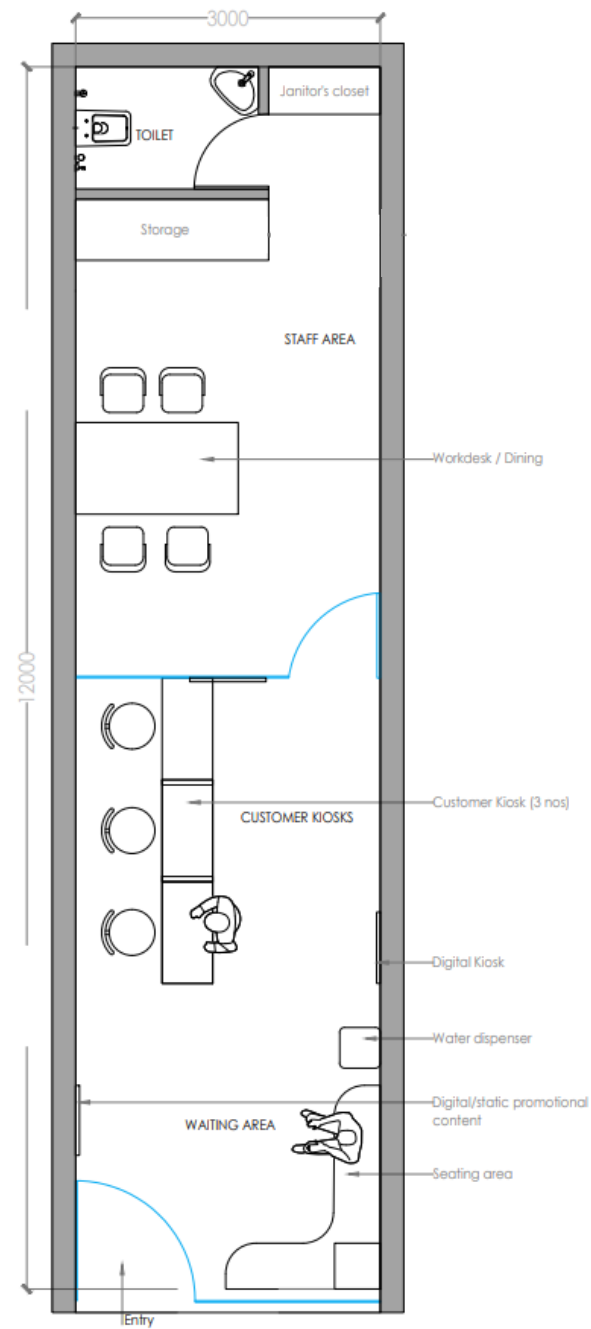 3000
Janitor's closet
TOILET
Storage
STAFF AREA
Workdesk / Dining
12000
CUSTOMER KIOSKS
Customer Kiosk (3 nos)
Digital Kiosk
Water dispenser
Digital/static promotional
content
WAITING AREA
Seating area
Entry